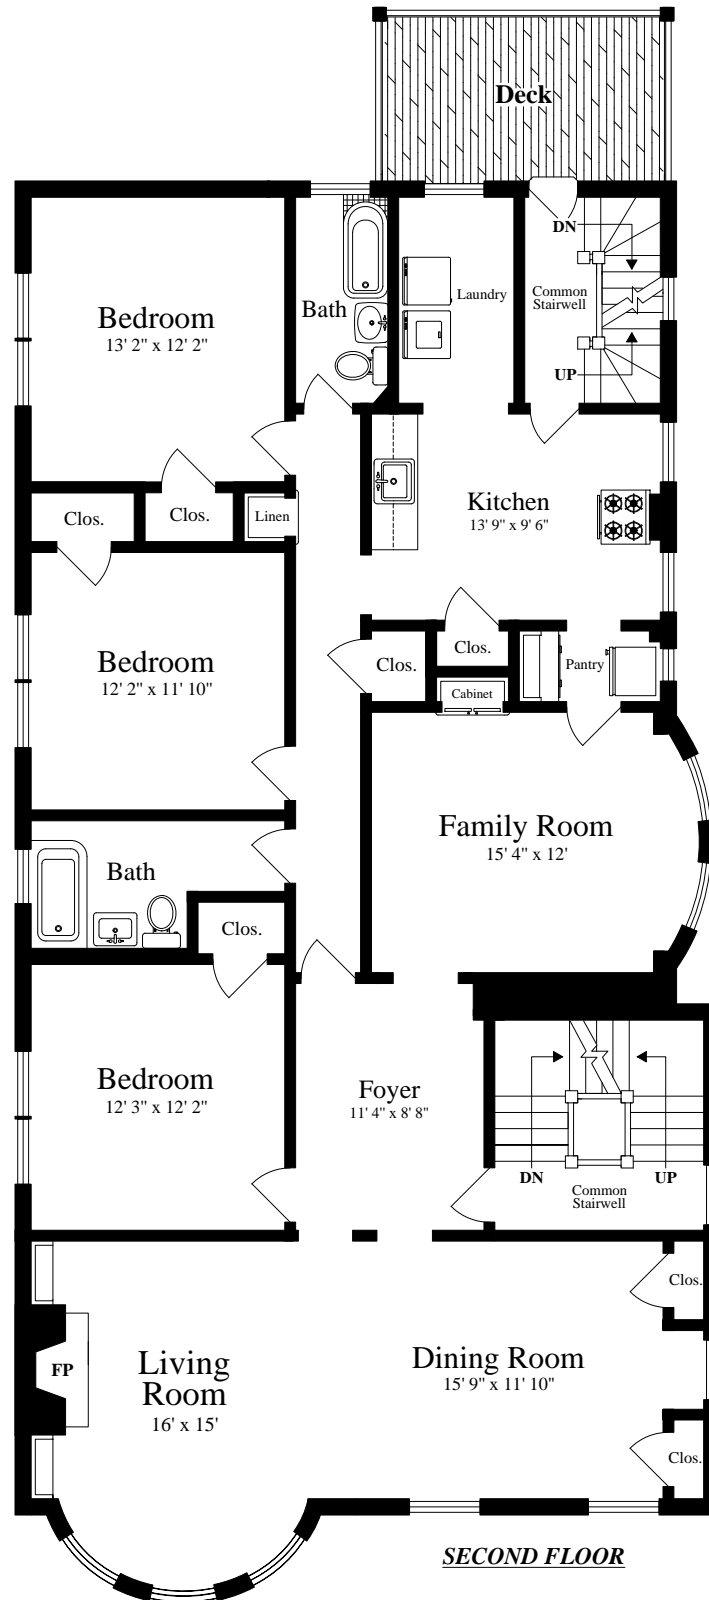 Deck
DN
Bedroom
13' 2" x 12' 2"
Bath
Laundry
Common
Stairwell
UP
Clos.
Clos.
Linen
Kitchen
13' 9" x 9' 6"
Bedroom
12' 2" x 11' 10"
Clos.
Clos.
Pantry
Cabinet
Family Room
15' 4" x 12'
Bath
Clos.
Bedroom
12' 3" x 12' 2"
Foyer
11' 4" x 8' 8"
DN
UP
Common
Stairwell
Clos.
FP
Living
Room
16' x 15'
Dining Room
15' 9" x 11' 10"
Clos.
SECOND FLOOR